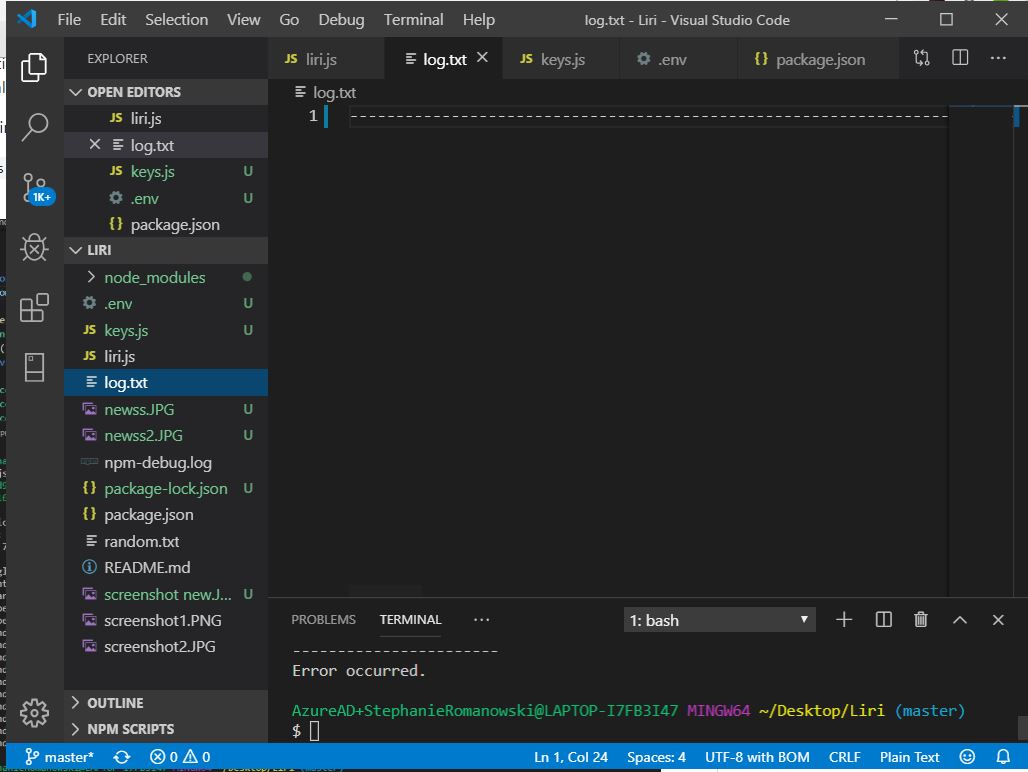 File Edit Selection View Go Debug Terminal Help log.txt - Liri - Visual Studio Code
EXPLORER
JS liri.js log.txt JS keys.js .env {} package.json
OPEN EDITORS
JS liri.js
log.txt
JS keys.js U
.env U
{} package.json
LIRI
node_modules
.env U
JS keys.js U
JS liri.js
log.txt
newss.JPG U
newss2.JPG U
npm-debug.log
{} package-lock.json U
{} package.json
random.txt
README.md
screenshot new.J... U
screenshot1.PNG
screenshot2.JPG
OUTLINE
NPM SCRIPTS
1K+
log.txt
1 ------------------------------------------------------------
PROBLEMS TERMINAL ... 1: bash
-----------------------
Error occurred.
AzureAD+StephanieRomanowski@LAPTOP-I7FB3I47 MINGW64 ~/Desktop/Liri (master)
$
master* 0 0 Ln 1, Col 24 Spaces: 4 UTF-8 with BOM CRLF Plain Text